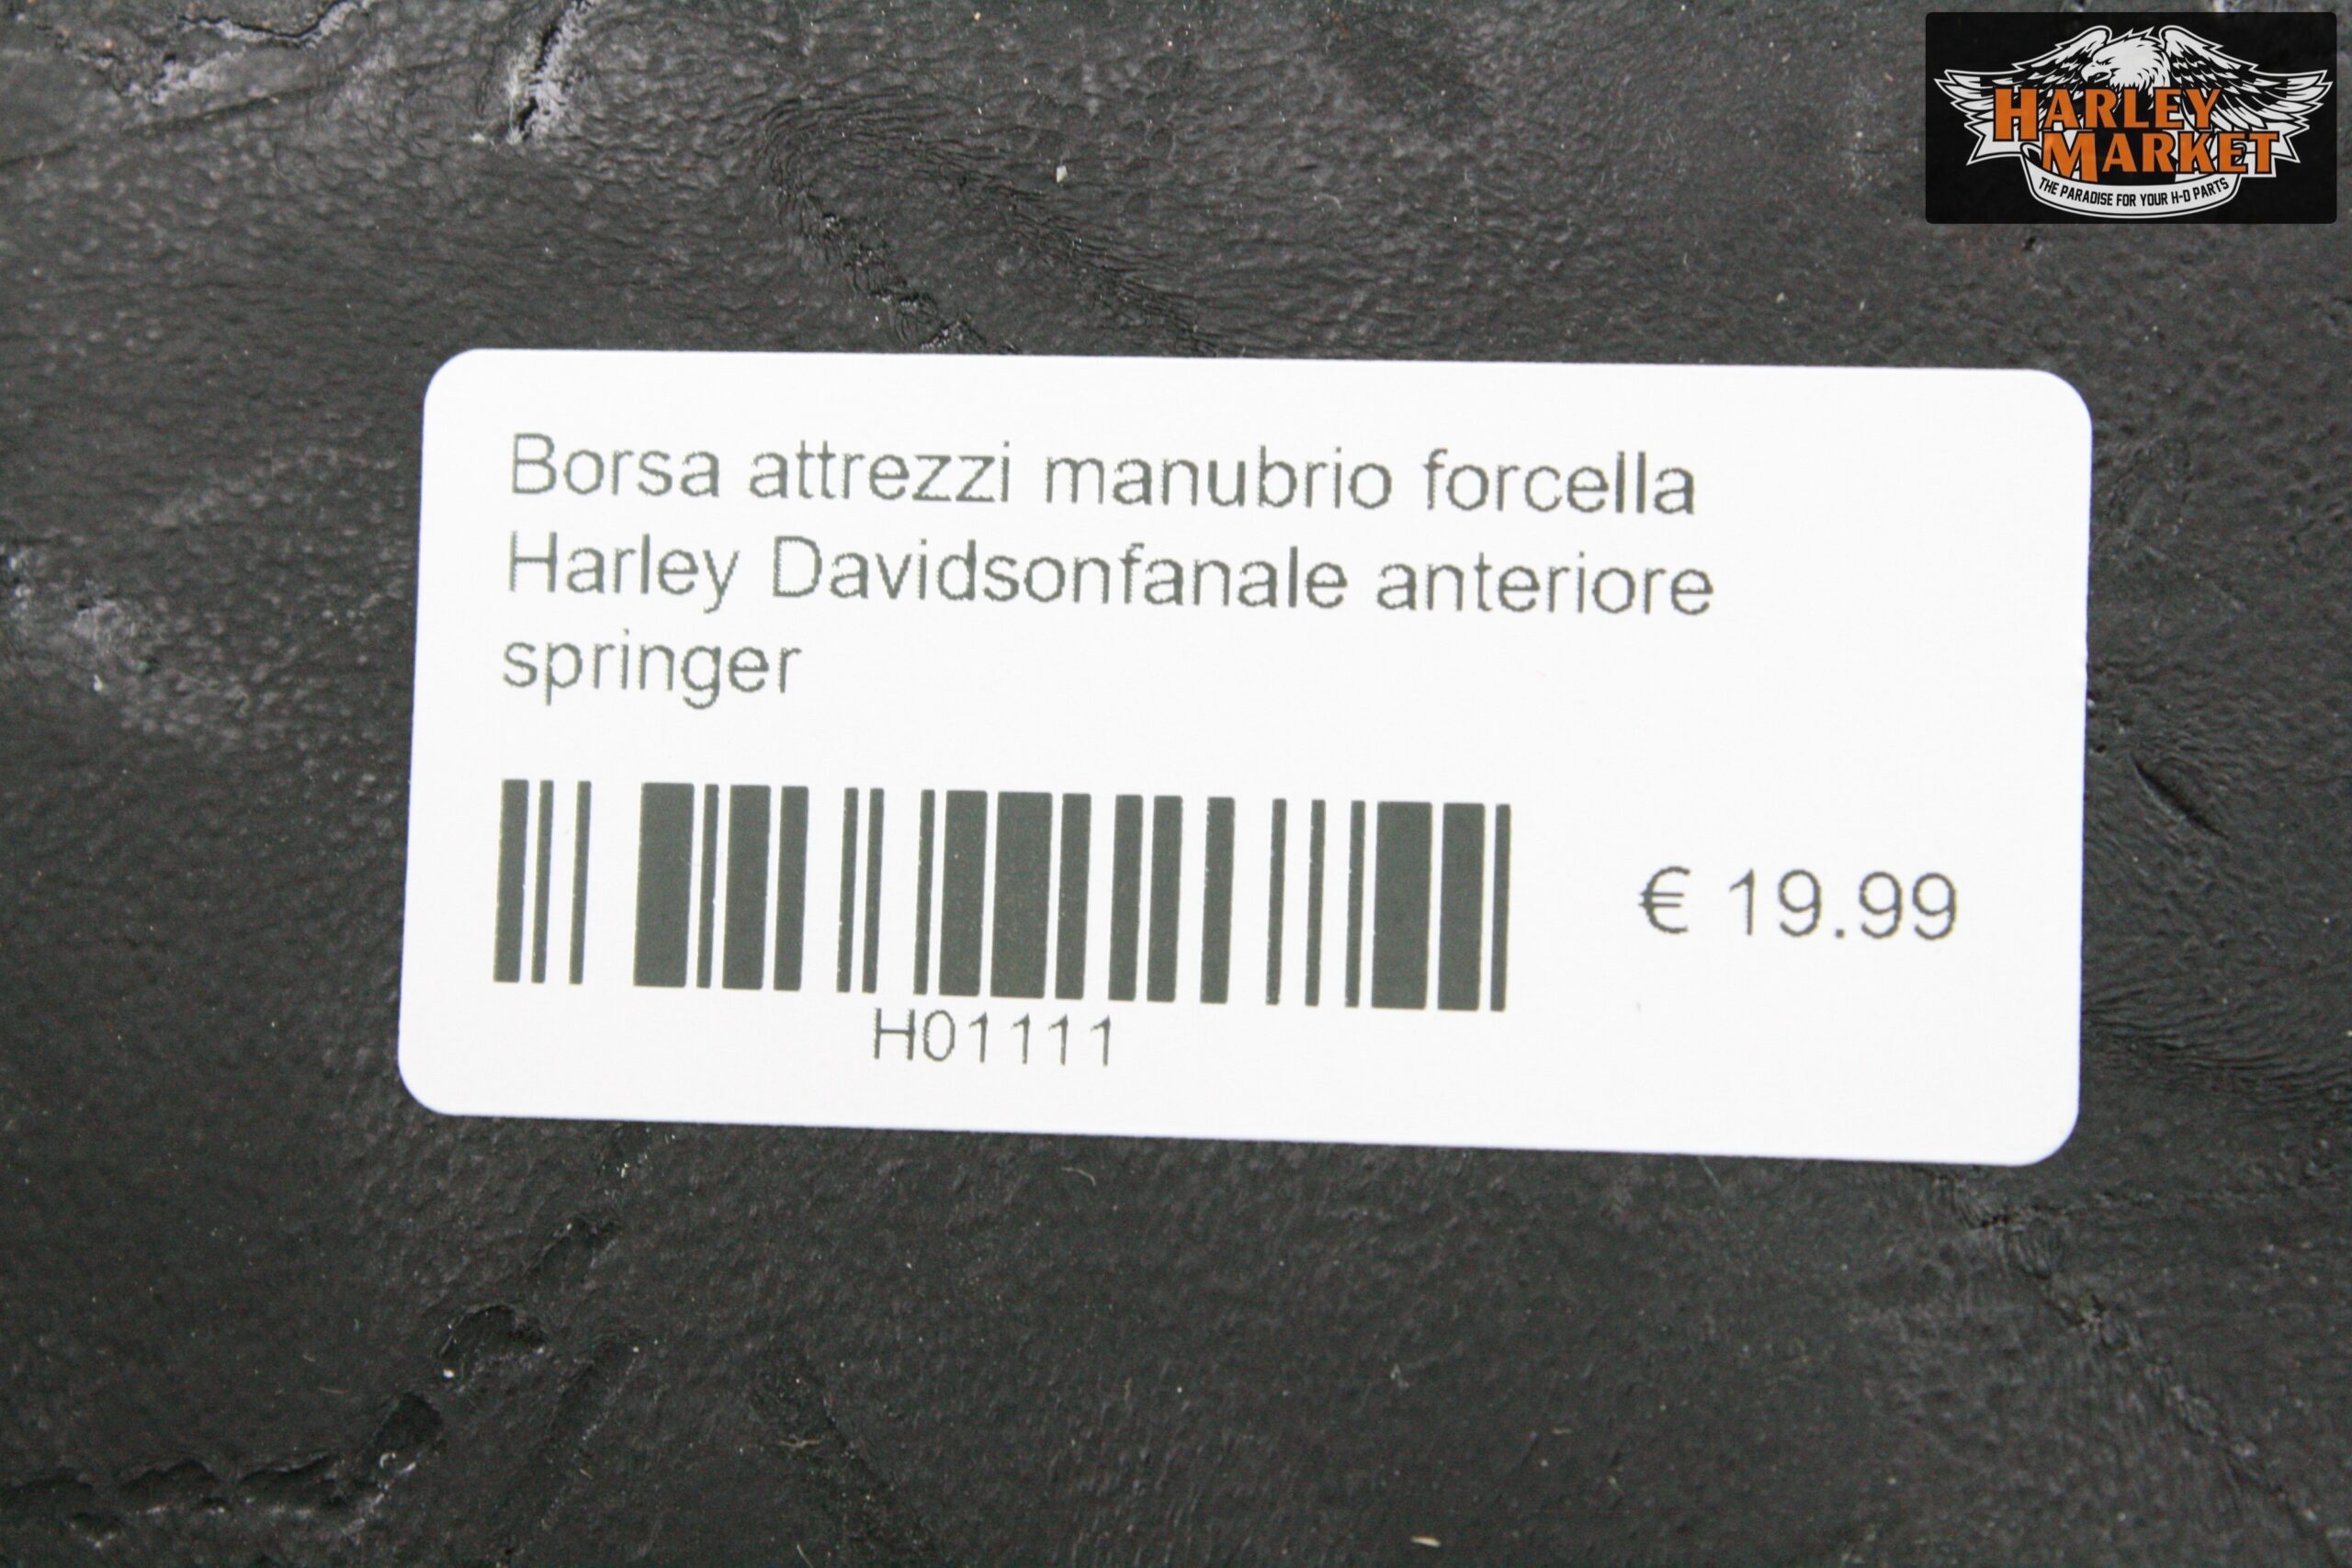 HARLEY
MARKET
THE PARADISE FOR YOUR H-D PARTS
Borsa attrezzi manubrio forcella
Harley Davidsonfanale anteriore
springer
€ 19.99
H01111